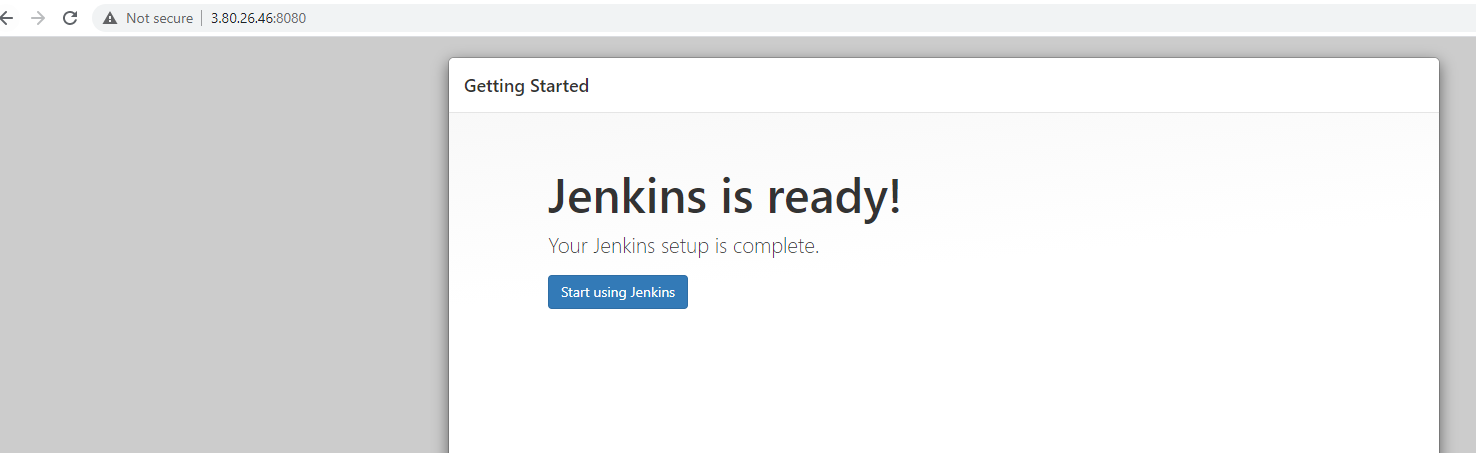 Not secure | 3.80.26.46:8080
Getting Started
Jenkins is ready!
Your Jenkins setup is complete.
Start using Jenkins